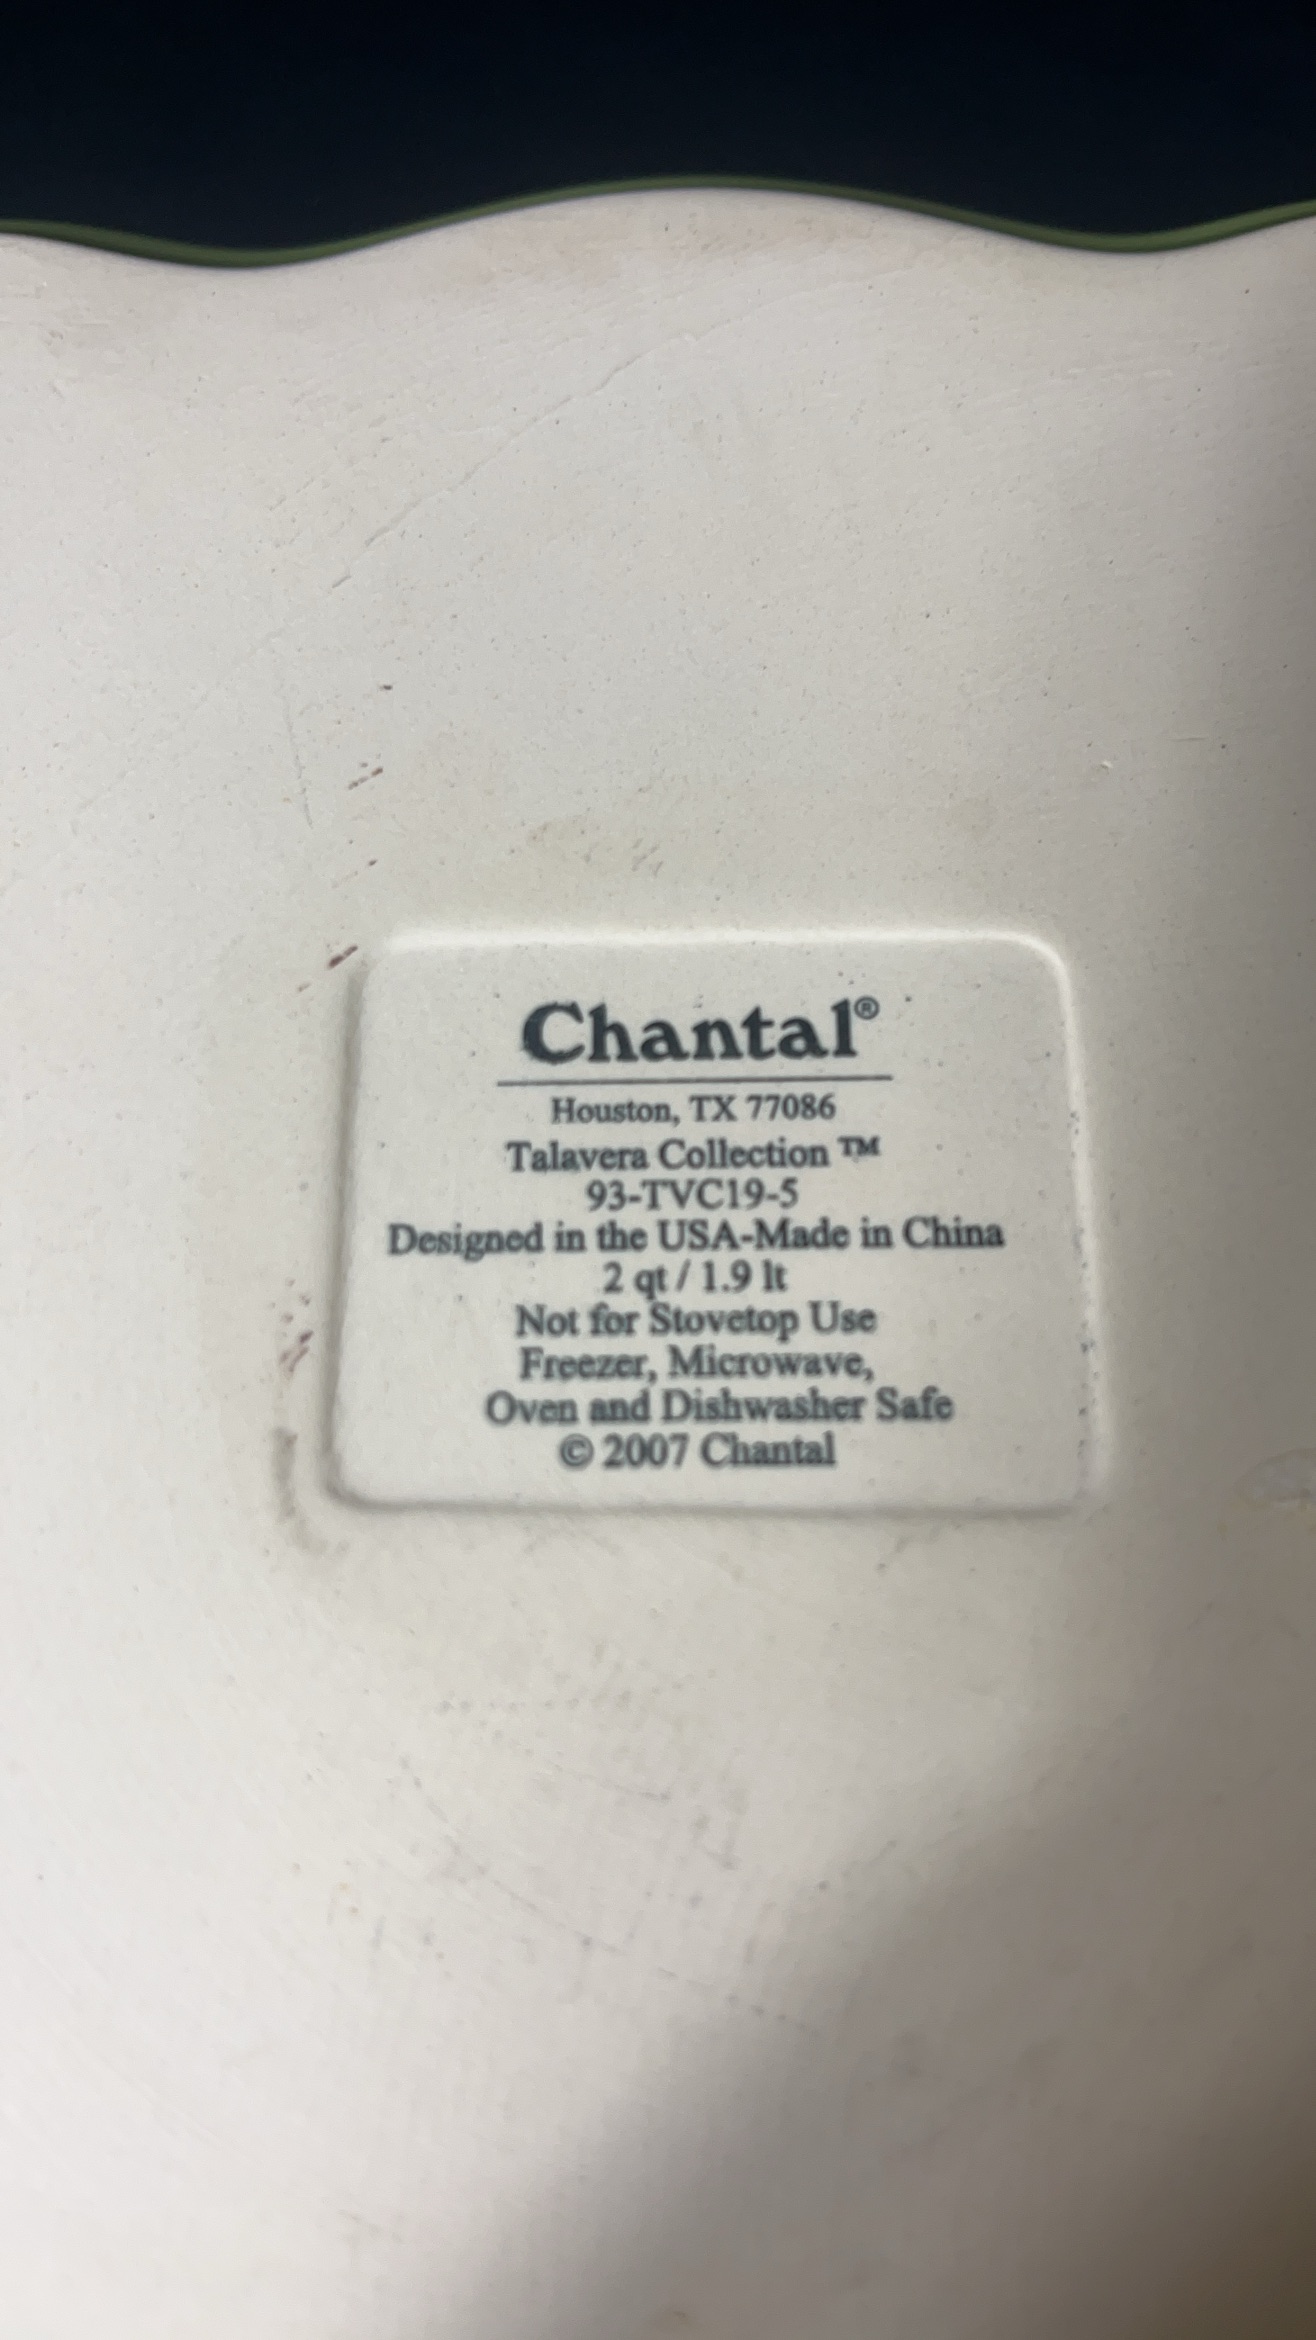 Chantal®
Houston, TX 77086
Talavera Collection ™
93-TVC19-5
Designed in the USA-Made in China
2 qt / 1.9 lt
Not for Stovetop Use
Freezer, Microwave,
Oven and Dishwasher Safe
© 2007 Chantal